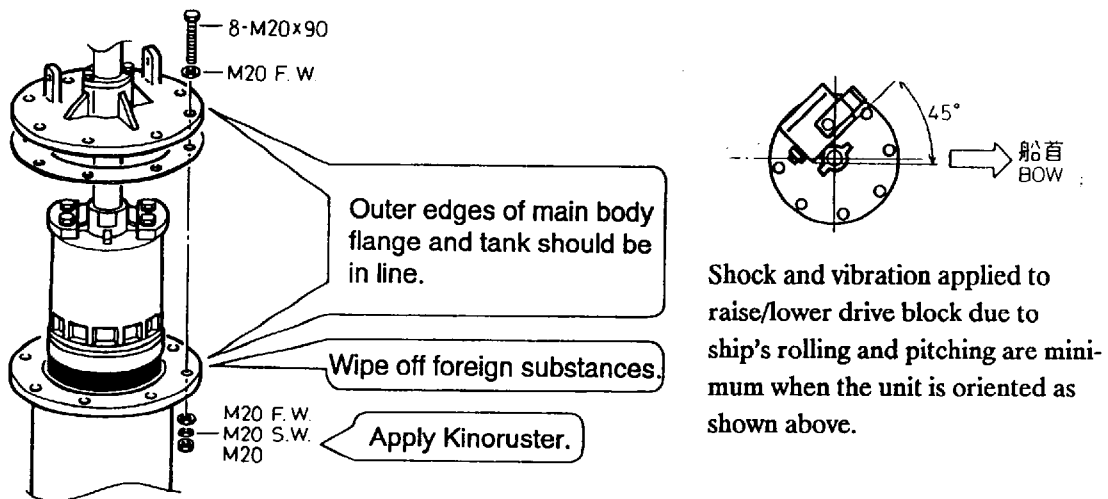 8-M20×90
M20 F.W.
Outer edges of main body
flange and tank should be
in line.
Wipe off foreign substances.
M20 F.W.
M20 S.W.
M20
Apply Kinoruster.
45°
船首
BOW
Shock and vibration applied to
raise/lower drive block due to
ship's rolling and pitching are mini-
mum when the unit is oriented as
shown above.